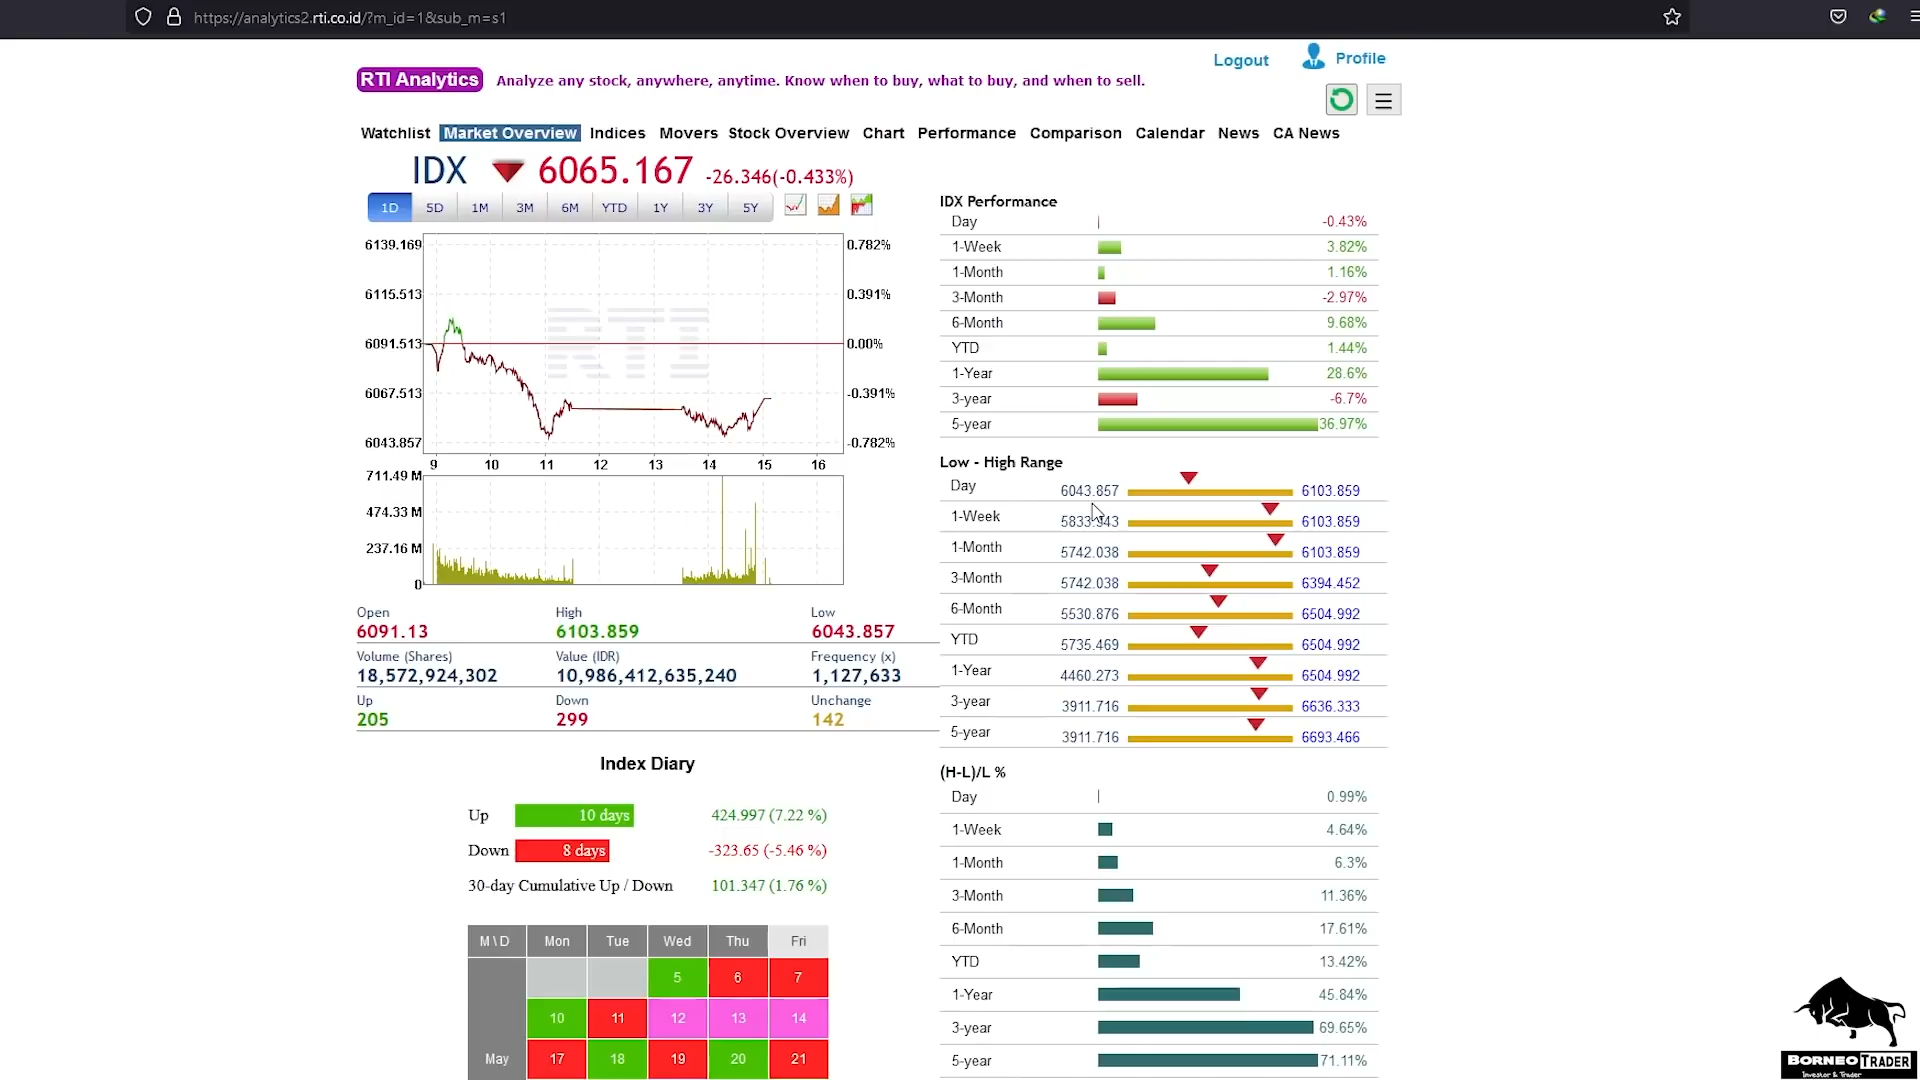 https://analytics2.rti.co.id/?m_id=1&sub_m=s1
Logout Profile
RTI Analytics Analyze any stock, anywhere, anytime. Know when to buy, what to buy, and when to sell.
Watchlist Market Overview Indices Movers Stock Overview Chart Performance Comparison Calendar News CA News
IDX 6065.167 -26.346(-0.433%)
1D 5D 1M 3M 6M YTD 1Y 3Y 5Y
6139.169 0.782%
6115.513 0.391%
6091.513 0.00%
6067.513 -0.391%
6043.857 -0.782%
RTI
9 10 11 12 13 14 15 16
711.49 M
474.33 M
237.16 M
0
Open High Low
6091.13 6103.859 6043.857
Volume (Shares) Value (IDR) Frequency (x)
18,572,924,302 10,986,412,635,240 1,127,633
Up Down Unchange
205 299 142
Index Diary
Up 10 days 424.997 (7.22 %)
Down 8 days -323.65 (-5.46 %)
30-day Cumulative Up / Down 101.347 (1.76 %)
M \ D Mon Tue Wed Thu Fri
5 6 7
10 11 12 13 14
May 17 18 19 20 21
IDX Performance
Day -0.43%
1-Week 3.82%
1-Month 1.16%
3-Month -2.97%
6-Month 9.68%
YTD 1.44%
1-Year 28.6%
3-year -6.7%
5-year 36.97%
Low - High Range
Day 6043.857 6103.859
1-Week 5833.343 6103.859
1-Month 5742.038 6103.859
3-Month 5742.038 6394.452
6-Month 5530.876 6504.992
YTD 5735.469 6504.992
1-Year 4460.273 6504.992
3-year 3911.716 6636.333
5-year 3911.716 6693.466
(H-L)/L %
Day 0.99%
1-Week 4.64%
1-Month 6.3%
3-Month 11.36%
6-Month 17.61%
YTD 13.42%
1-Year 45.84%
3-year 69.65%
5-year 71.11%
BORNEO TRADER
Investor & Trader